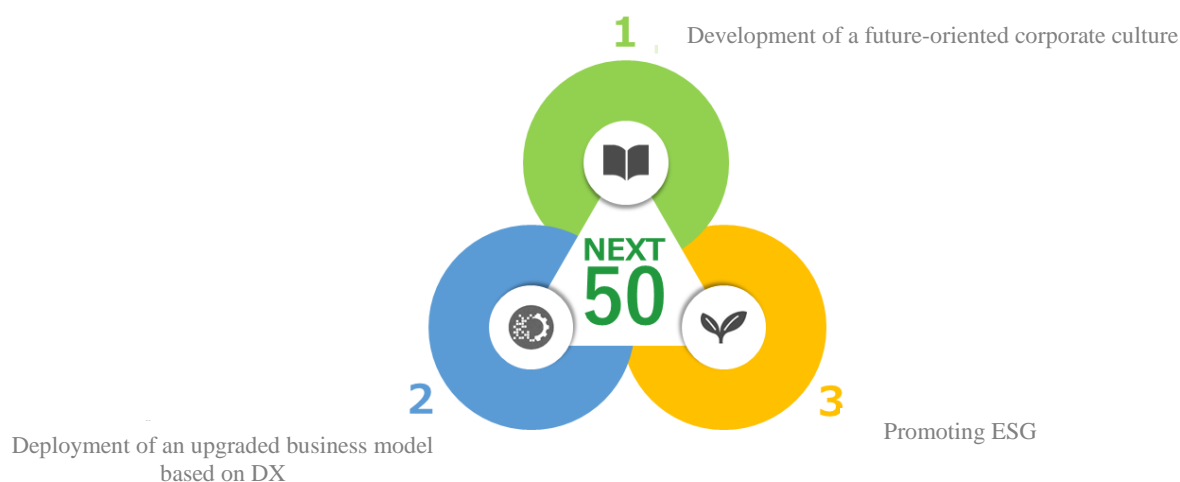 1
Development of a future-oriented corporate culture
NEXT
50
2
3
Deployment of an upgraded business model
based on DX
Promoting ESG